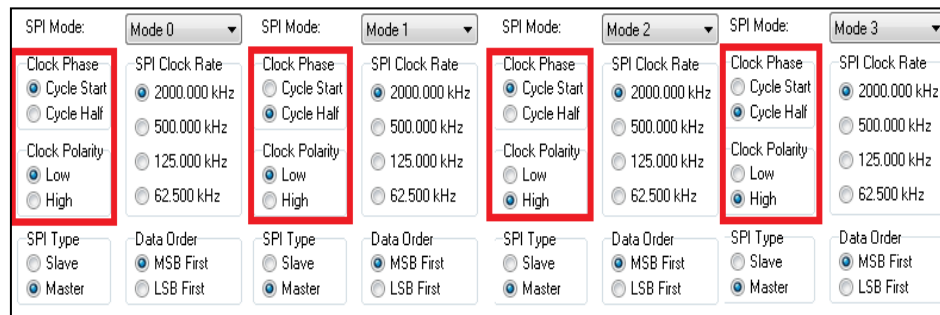 SPI Mode: Mode 0
Clock Phase
Cycle Start
Cycle Half
Clock Polarity
Low
High
SPI Type
Slave
Master
SPI Clock Rate
2000.000 kHz
500.000 kHz
125.000 kHz
62.500 kHz
Data Order
MSB First
LSB First
SPI Mode: Mode 1
Clock Phase
Cycle Start
Cycle Half
Clock Polarity
Low
High
SPI Type
Slave
Master
SPI Clock Rate
2000.000 kHz
500.000 kHz
125.000 kHz
62.500 kHz
Data Order
MSB First
LSB First
SPI Mode: Mode 2
Clock Phase
Cycle Start
Cycle Half
Clock Polarity
Low
High
SPI Type
Slave
Master
SPI Clock Rate
2000.000 kHz
500.000 kHz
125.000 kHz
62.500 kHz
Data Order
MSB First
LSB First
SPI Mode: Mode 3
Clock Phase
Cycle Start
Cycle Half
Clock Polarity
Low
High
SPI Type
Slave
Master
SPI Clock Rate
2000.000 kHz
500.000 kHz
125.000 kHz
62.500 kHz
Data Order
MSB First
LSB First